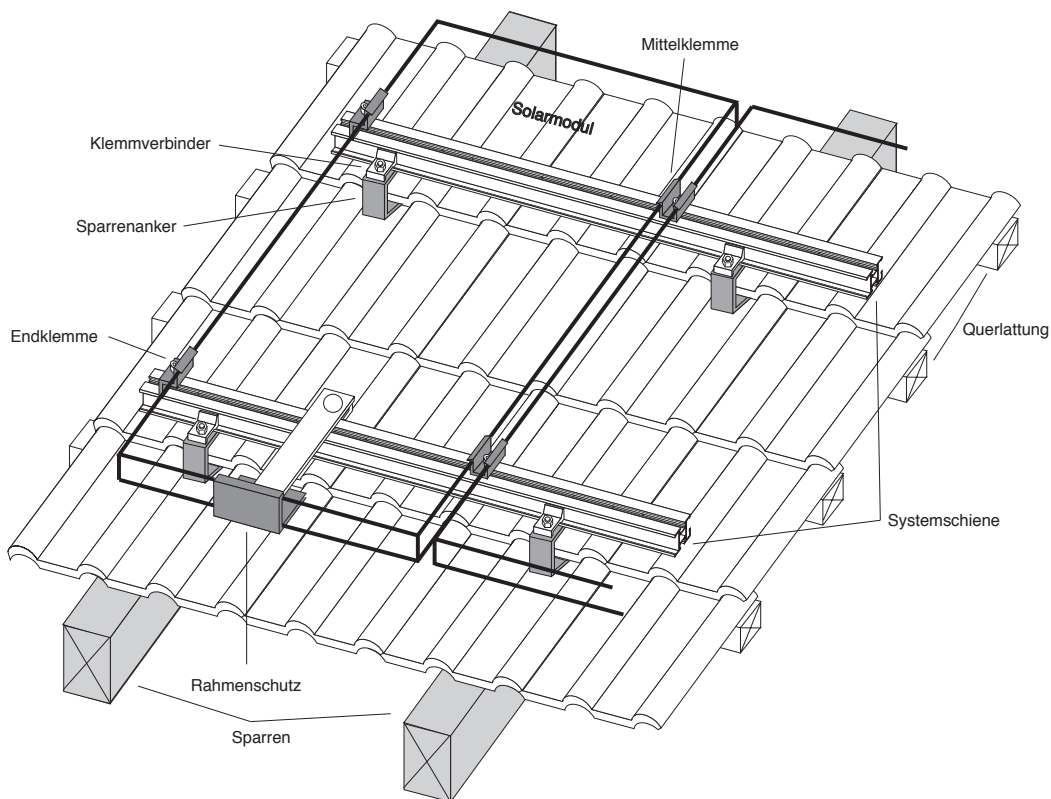 Mittelklemme
Solarmodul
Klemmverbinder
Sparrenanker
Endklemme
Querlattung
Systemschiene
Rahmenschutz
Sparren